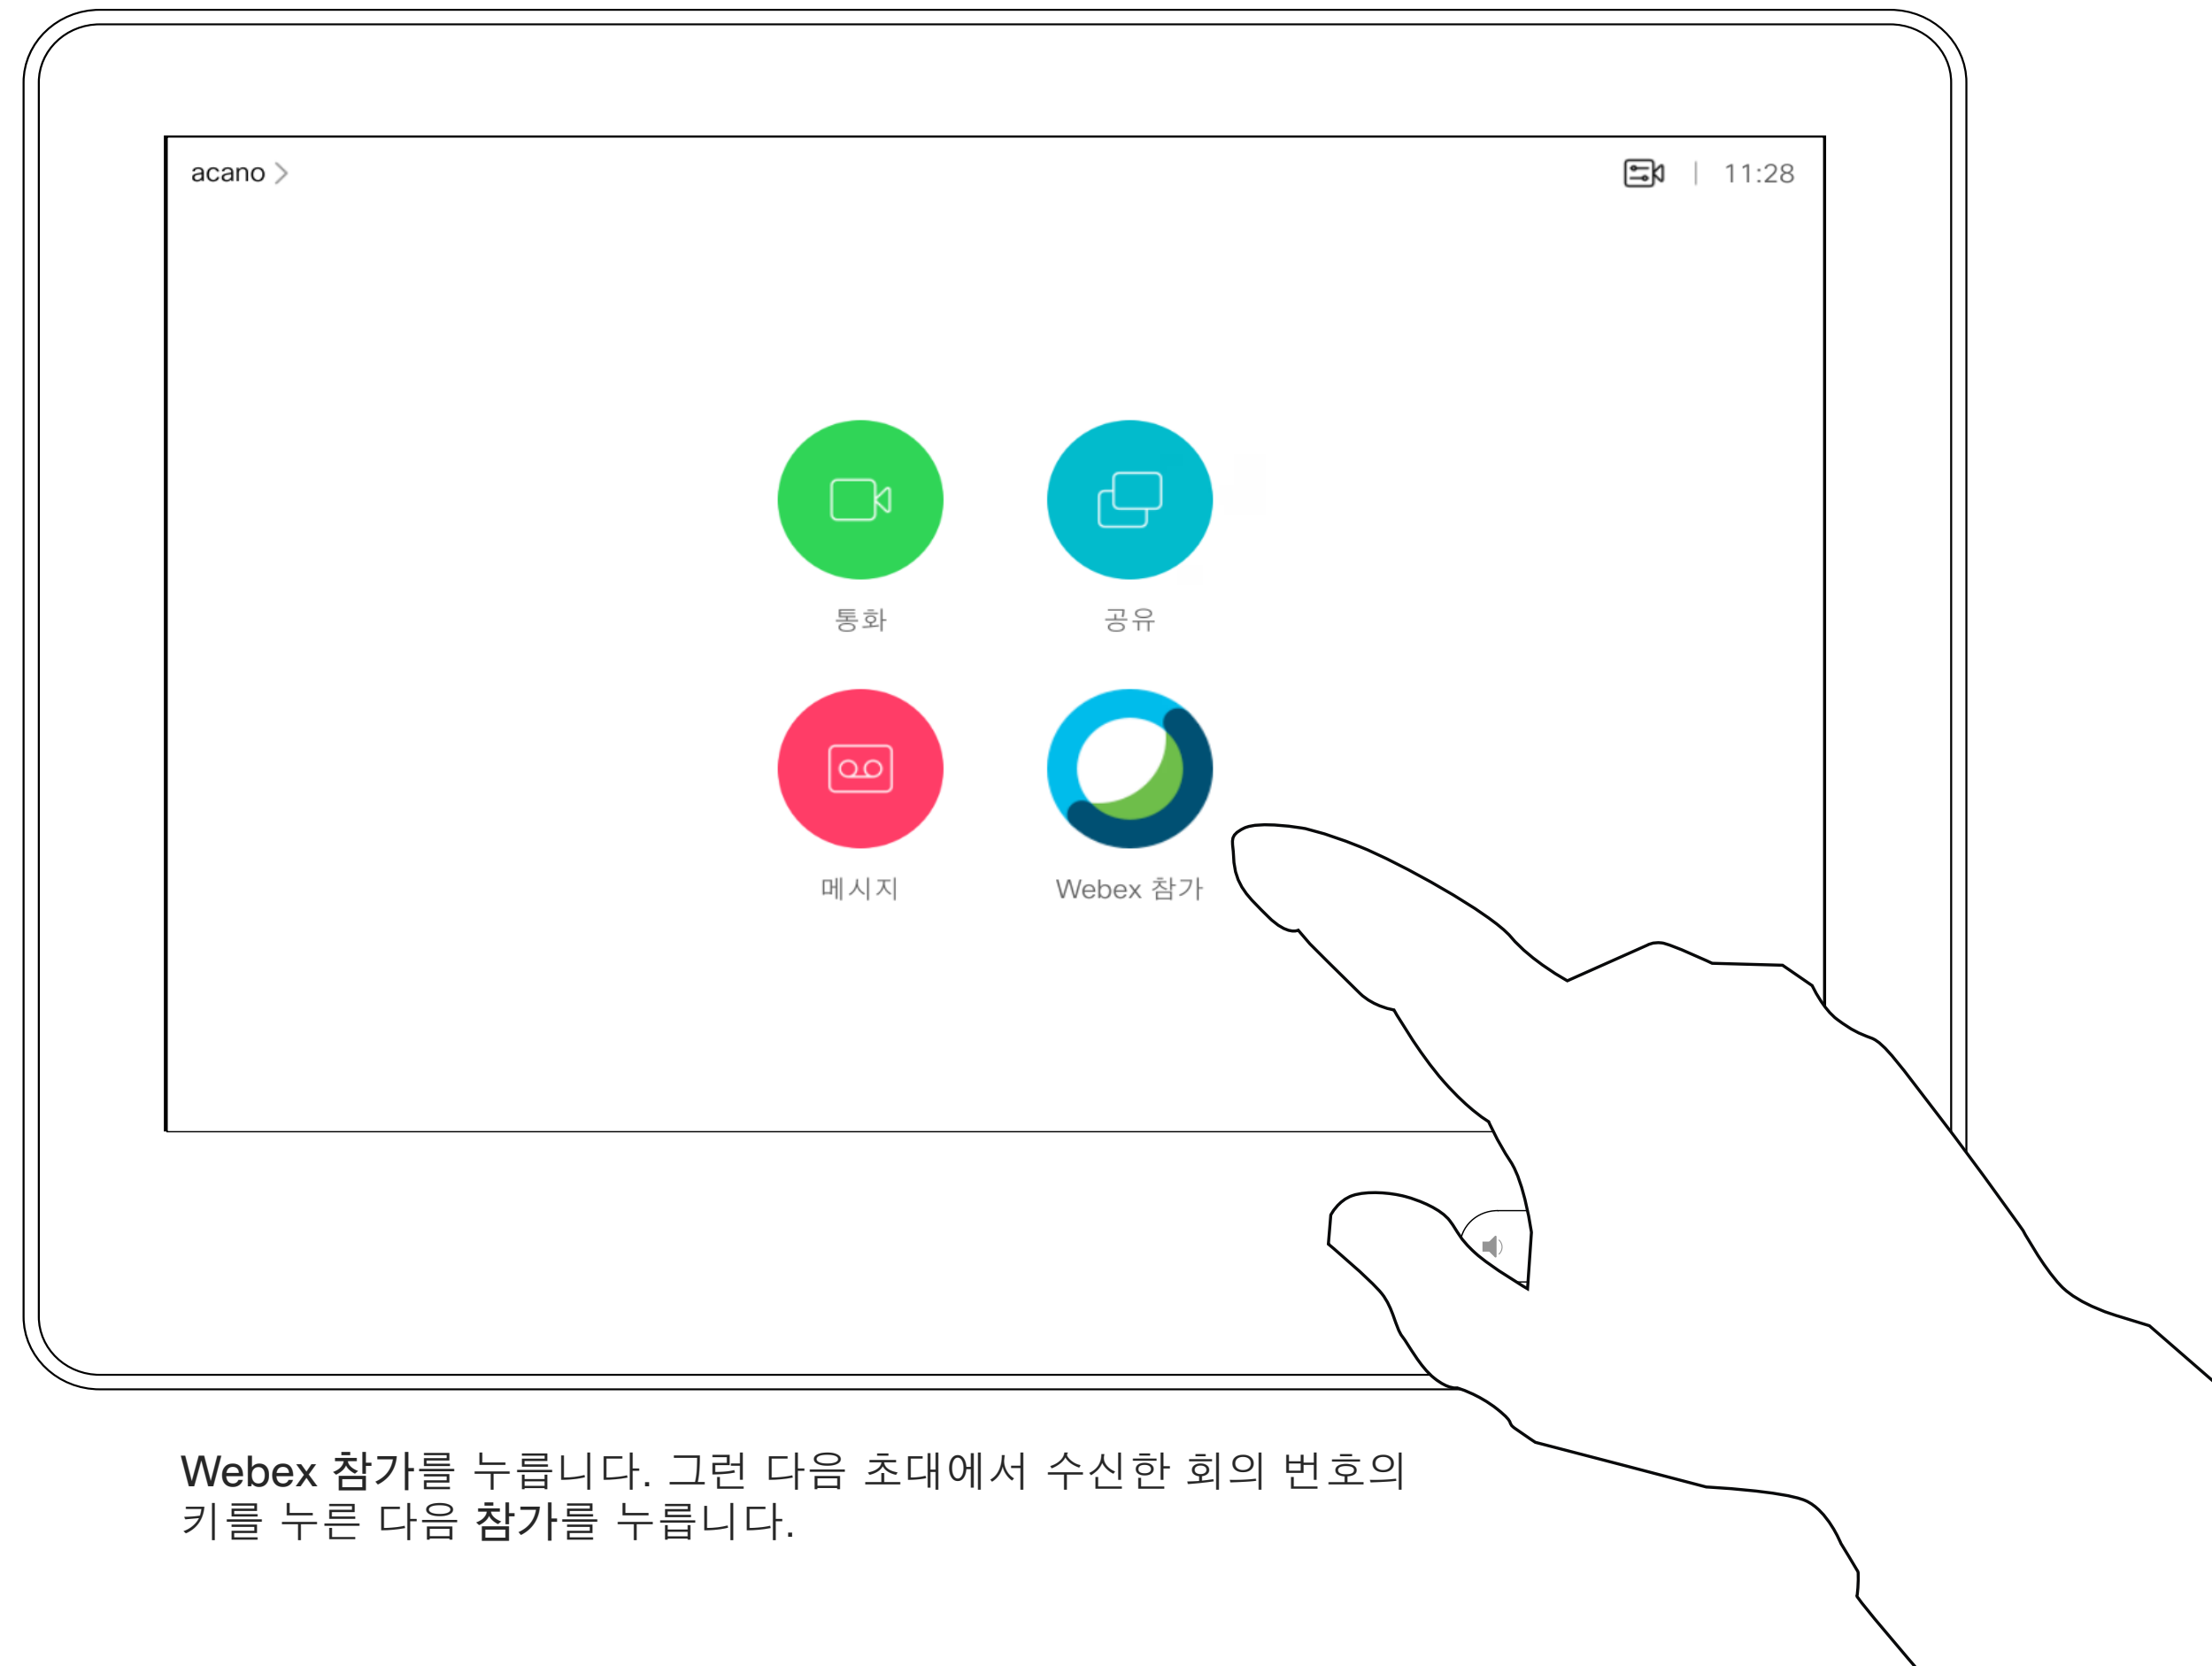 acano
11:28
통화
공유
메시지
Webex 참가
Webex 참가를 누릅니다. 그런 다음 초대에서 수신한 회의 번호의
키를 누른 다음 참가를 누릅니다.